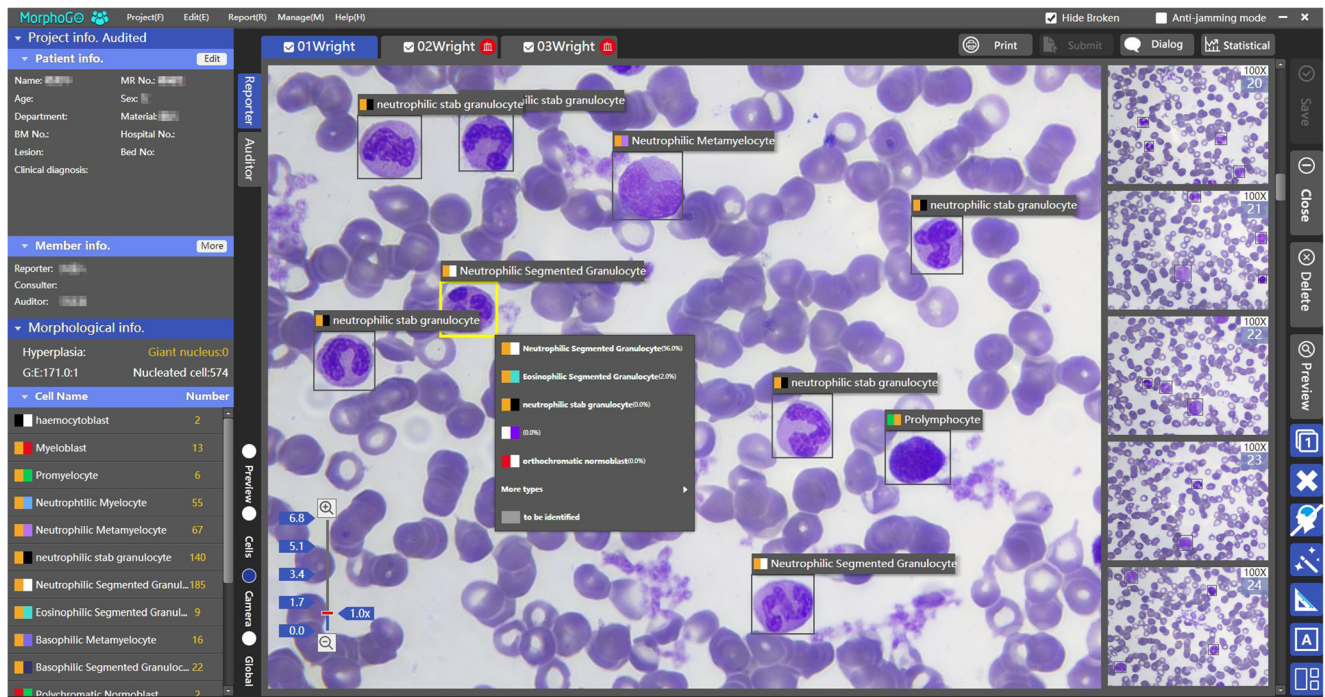 MorphoGo Project(F) Edit(E) Report(R) Manage(M) Help(H) Hide Broken Anti-jamming mode
Project info. Audited
Patient info. Edit
Name: MR No.:
Age: Sex:
Department: Material:
BM No.: Hospital No.:
Lesion: Bed No:
Clinical diagnosis:
Member info. More
Reporter:
Consulter:
Auditor:
Morphological info.
Hyperplasia: Giant nucleus:0
G:E:171.0:1 Nucleated cell:574
Cell Name Number
haemocytoblast 2
Myeloblast 13
Promyelocyte 6
Neutrophtilic Myelocyte 55
Neutrophilic Metamyelocyte 67
neutrophilic stab granulocyte 140
Neutrophilic Segmented Granul... 185
Eosinophilic Segmented Granul... 9
Basophilic Metamyelocyte 16
Basophilic Segmented Granuloc... 22
Polychromatic Normoblast 2
Reporter
Auditor
Preview
Cells
Camera
Global
01Wright 02Wright 03Wright
Print Submit Dialog Statistical
neutrophilic stab granulocyte
ilic stab granulocyte
Neutrophilic Metamyelocyte
neutrophilic stab granulocyte
Neutrophilic Segmented Granulocyte
neutrophilic stab granulocyte
Neutrophilic Segmented Granulocyte(96.0%)
Eosinophilic Segmented Granulocyte(2.0%)
neutrophilic stab granulocyte(0.0%)
(0.0%)
orthochromatic normoblast(0.0%)
More types
to be identified
neutrophilic stab granulocyte
Prolymphocyte
Neutrophilic Segmented Granulocyte
6.8
5.1
3.4
1.7
1.0x
0.0
100X
20
100X
21
100X
22
100X
23
100X
24
Save
Close
Delete
Preview
1
A